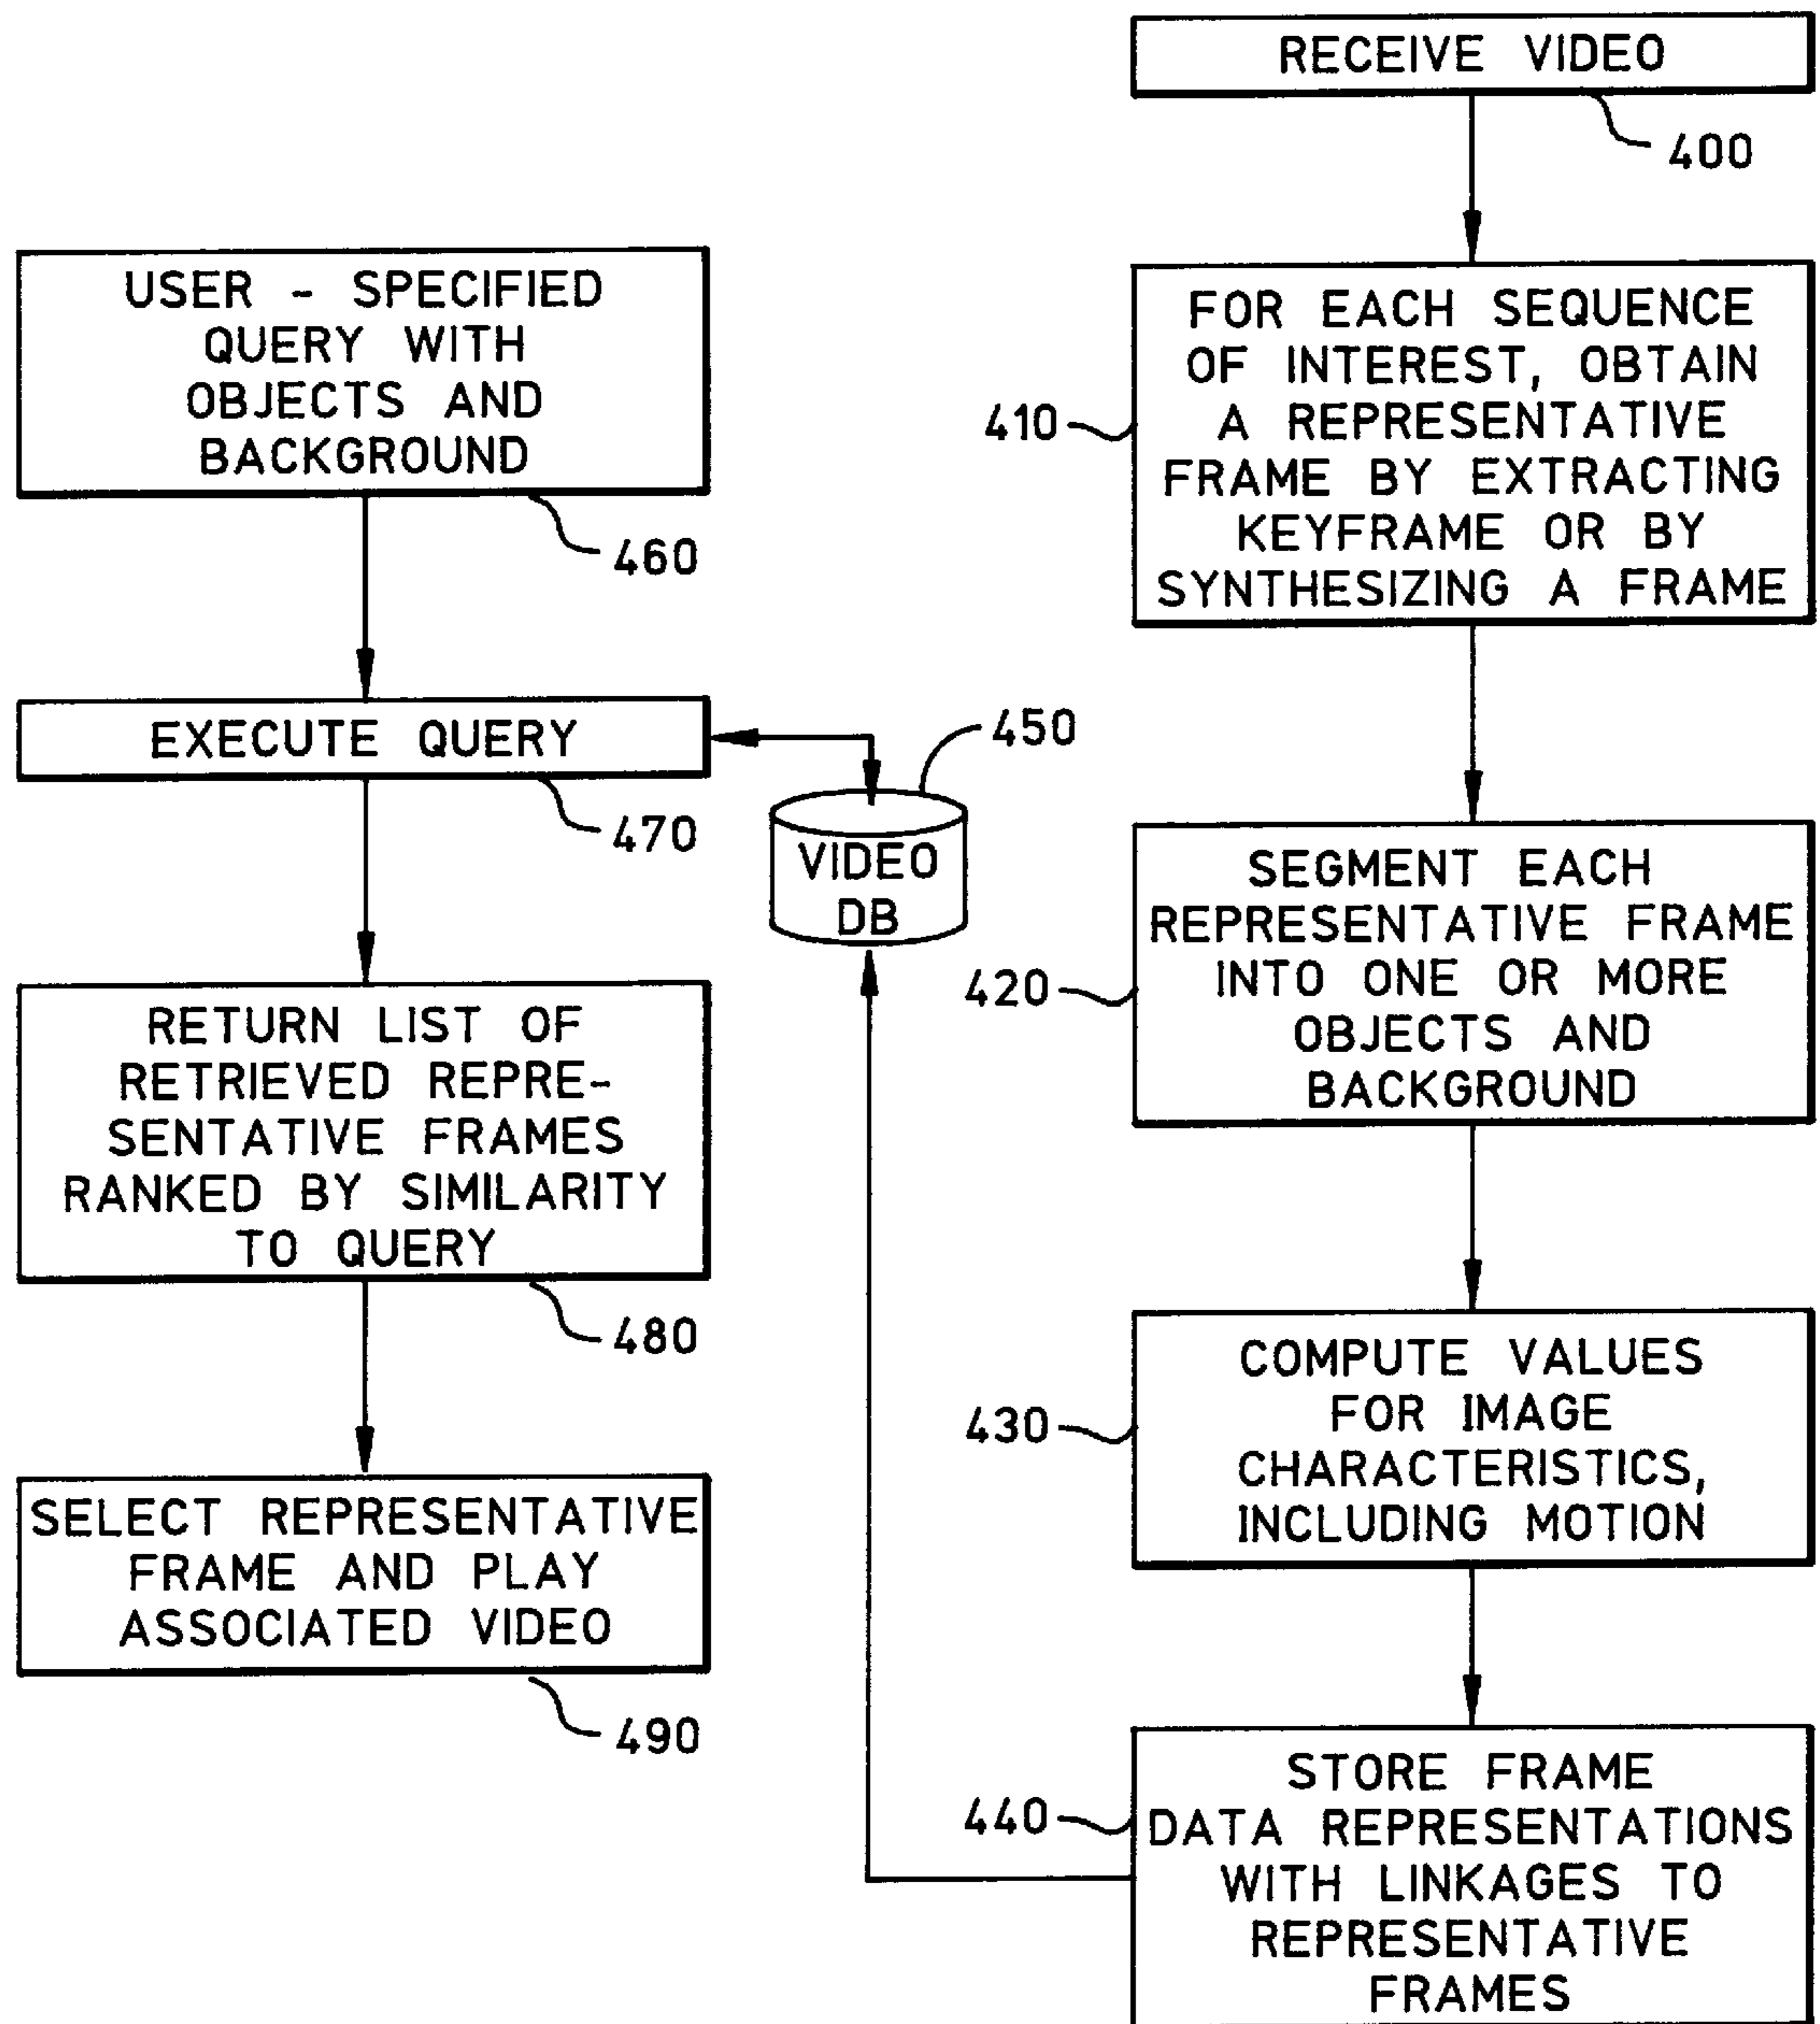 RECEIVE VIDEO
400
FOR EACH SEQUENCE
OF INTEREST, OBTAIN
A REPRESENTATIVE
FRAME BY EXTRACTING
KEYFRAME OR BY
SYNTHESIZING A FRAME
410
SEGMENT EACH
REPRESENTATIVE FRAME
INTO ONE OR MORE
OBJECTS AND
BACKGROUND
420
COMPUTE VALUES
FOR IMAGE
CHARACTERISTICS,
INCLUDING MOTION
430
STORE FRAME
DATA REPRESENTATIONS
WITH LINKAGES TO
REPRESENTATIVE
FRAMES
440
VIDEO
DB
450
USER - SPECIFIED
QUERY WITH
OBJECTS AND
BACKGROUND
460
EXECUTE QUERY
470
RETURN LIST OF
RETRIEVED REPRE-
SENTATIVE FRAMES
RANKED BY SIMILARITY
TO QUERY
480
SELECT REPRESENTATIVE
FRAME AND PLAY
ASSOCIATED VIDEO
490